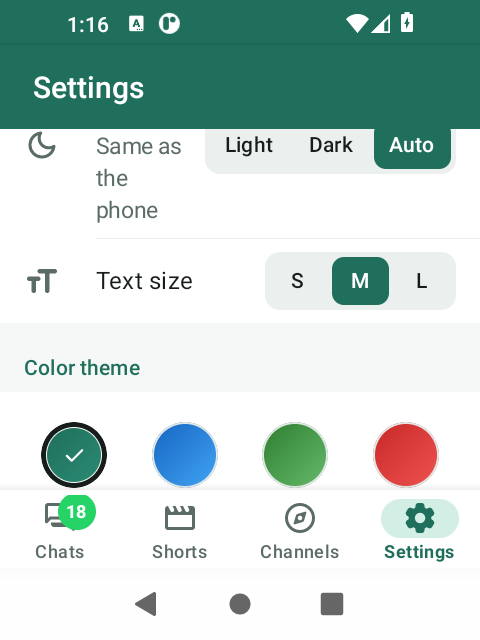 1:16
Settings
Same as
the
phone
Light Dark Auto
Text size
S M L
Color theme
18
Chats Shorts Channels Settings